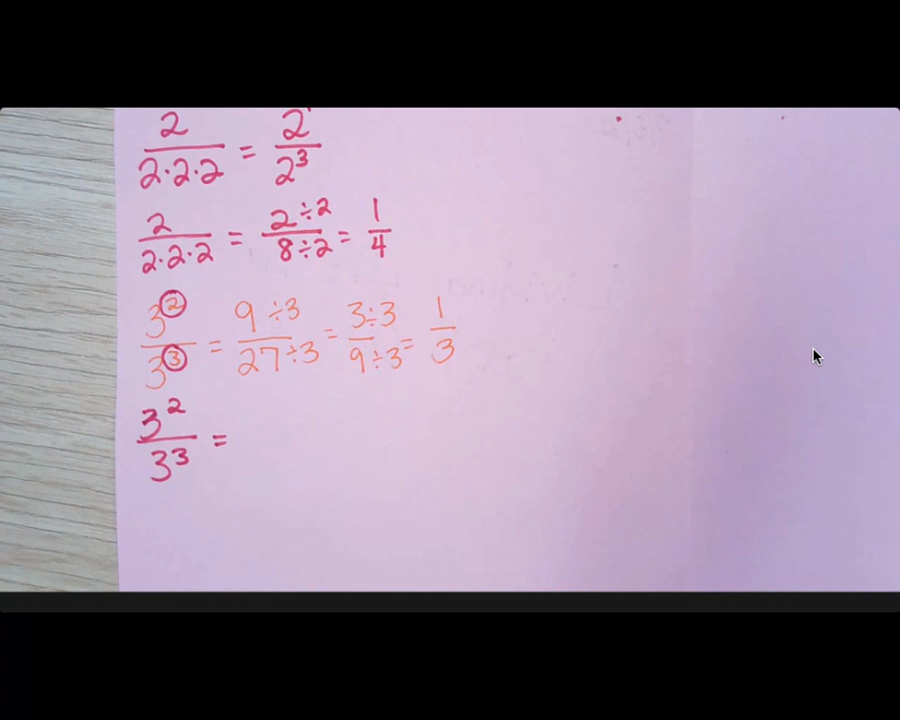 2/(2·2·2) = 2¹/2³
2/(2·2·2) = (2÷2)/(8÷2) = 1/4
3²/3³ = (9÷3)/(27÷3) = (3÷3)/(9÷3) = 1/3
3²/3³ =